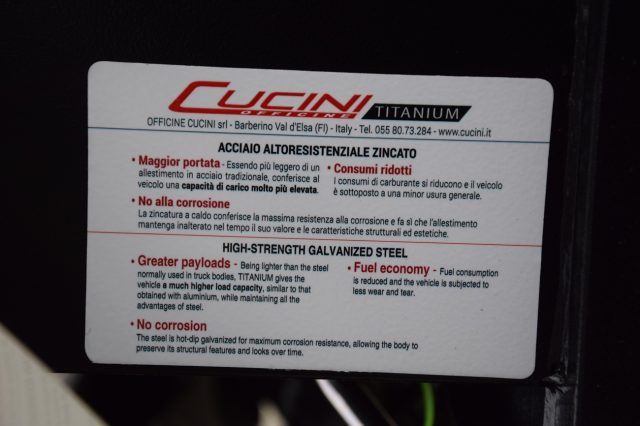 CUCINI
OFFICINE TITANIUM
OFFICINE CUCINI srl - Barberino Val d'Elsa (FI) - Italy - Tel. 055 80.73.284 - www.cucini.it
ACCIAIO ALTORESISTENZIALE ZINCATO
• Maggior portata - Essendo più leggero di un
allestimento in acciaio tradizionale, conferisce al
veicolo una capacità di carico molto più elevata.
• Consumi ridotti
I consumi di carburante si riducono e il veicolo
è sottoposto a una minor usura generale.
• No alla corrosione
La zincatura a caldo conferisce la massima resistenza alla corrosione e fa sì che l'allestimento
mantenga inalterato nel tempo il suo valore e le caratteristiche strutturali ed estetiche.
HIGH-STRENGTH GALVANIZED STEEL
• Greater payloads - Being lighter than the steel
normally used in truck bodies, TITANIUM gives the
vehicle a much higher load capacity, similar to that
obtained with aluminium, while maintaining all the
advantages of steel.
• Fuel economy - Fuel consumption
is reduced and the vehicle is subjected to
less wear and tear.
• No corrosion
The steel is hot-dip galvanized for maximum corrosion resistance, allowing the body to
preserve its structural features and looks over time.